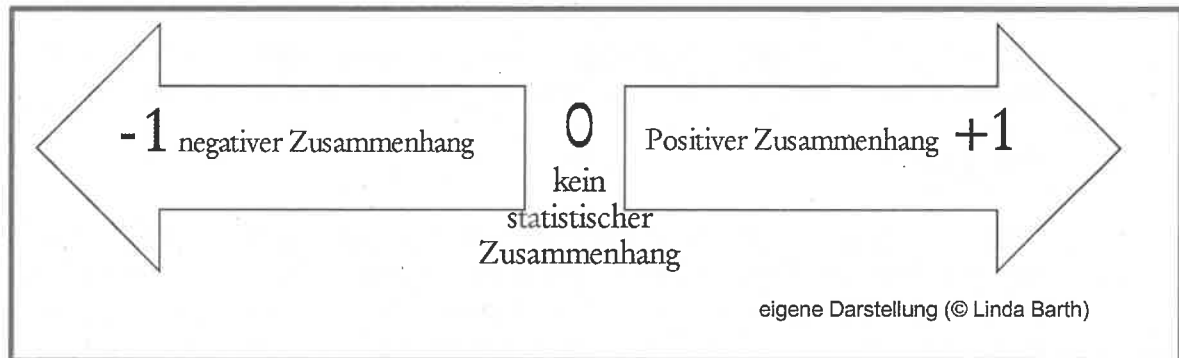 -1 negativer Zusammenhang
0
kein
statistischer
Zusammenhang
Positiver Zusammenhang +1
eigene Darstellung (© Linda Barth)